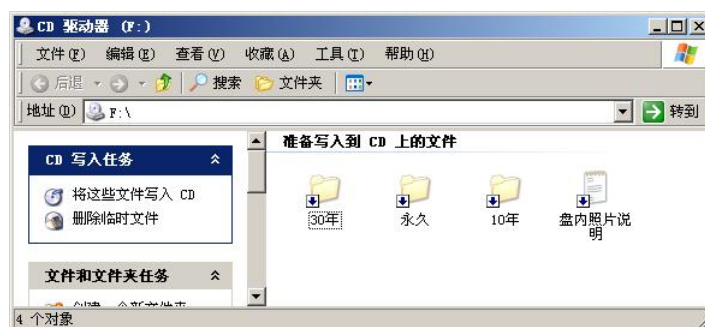 CD 驱动器 (F:)
文件(F) 编辑(E) 查看(V) 收藏(A) 工具(T) 帮助(H)
后退 搜索 文件夹
地址(D) F:\ 转到
CD 写入任务
将这些文件写入 CD
删除临时文件
文件和文件夹任务
准备写入到 CD 上的文件
30年
永久
10年
盘内照片说
明
4 个对象